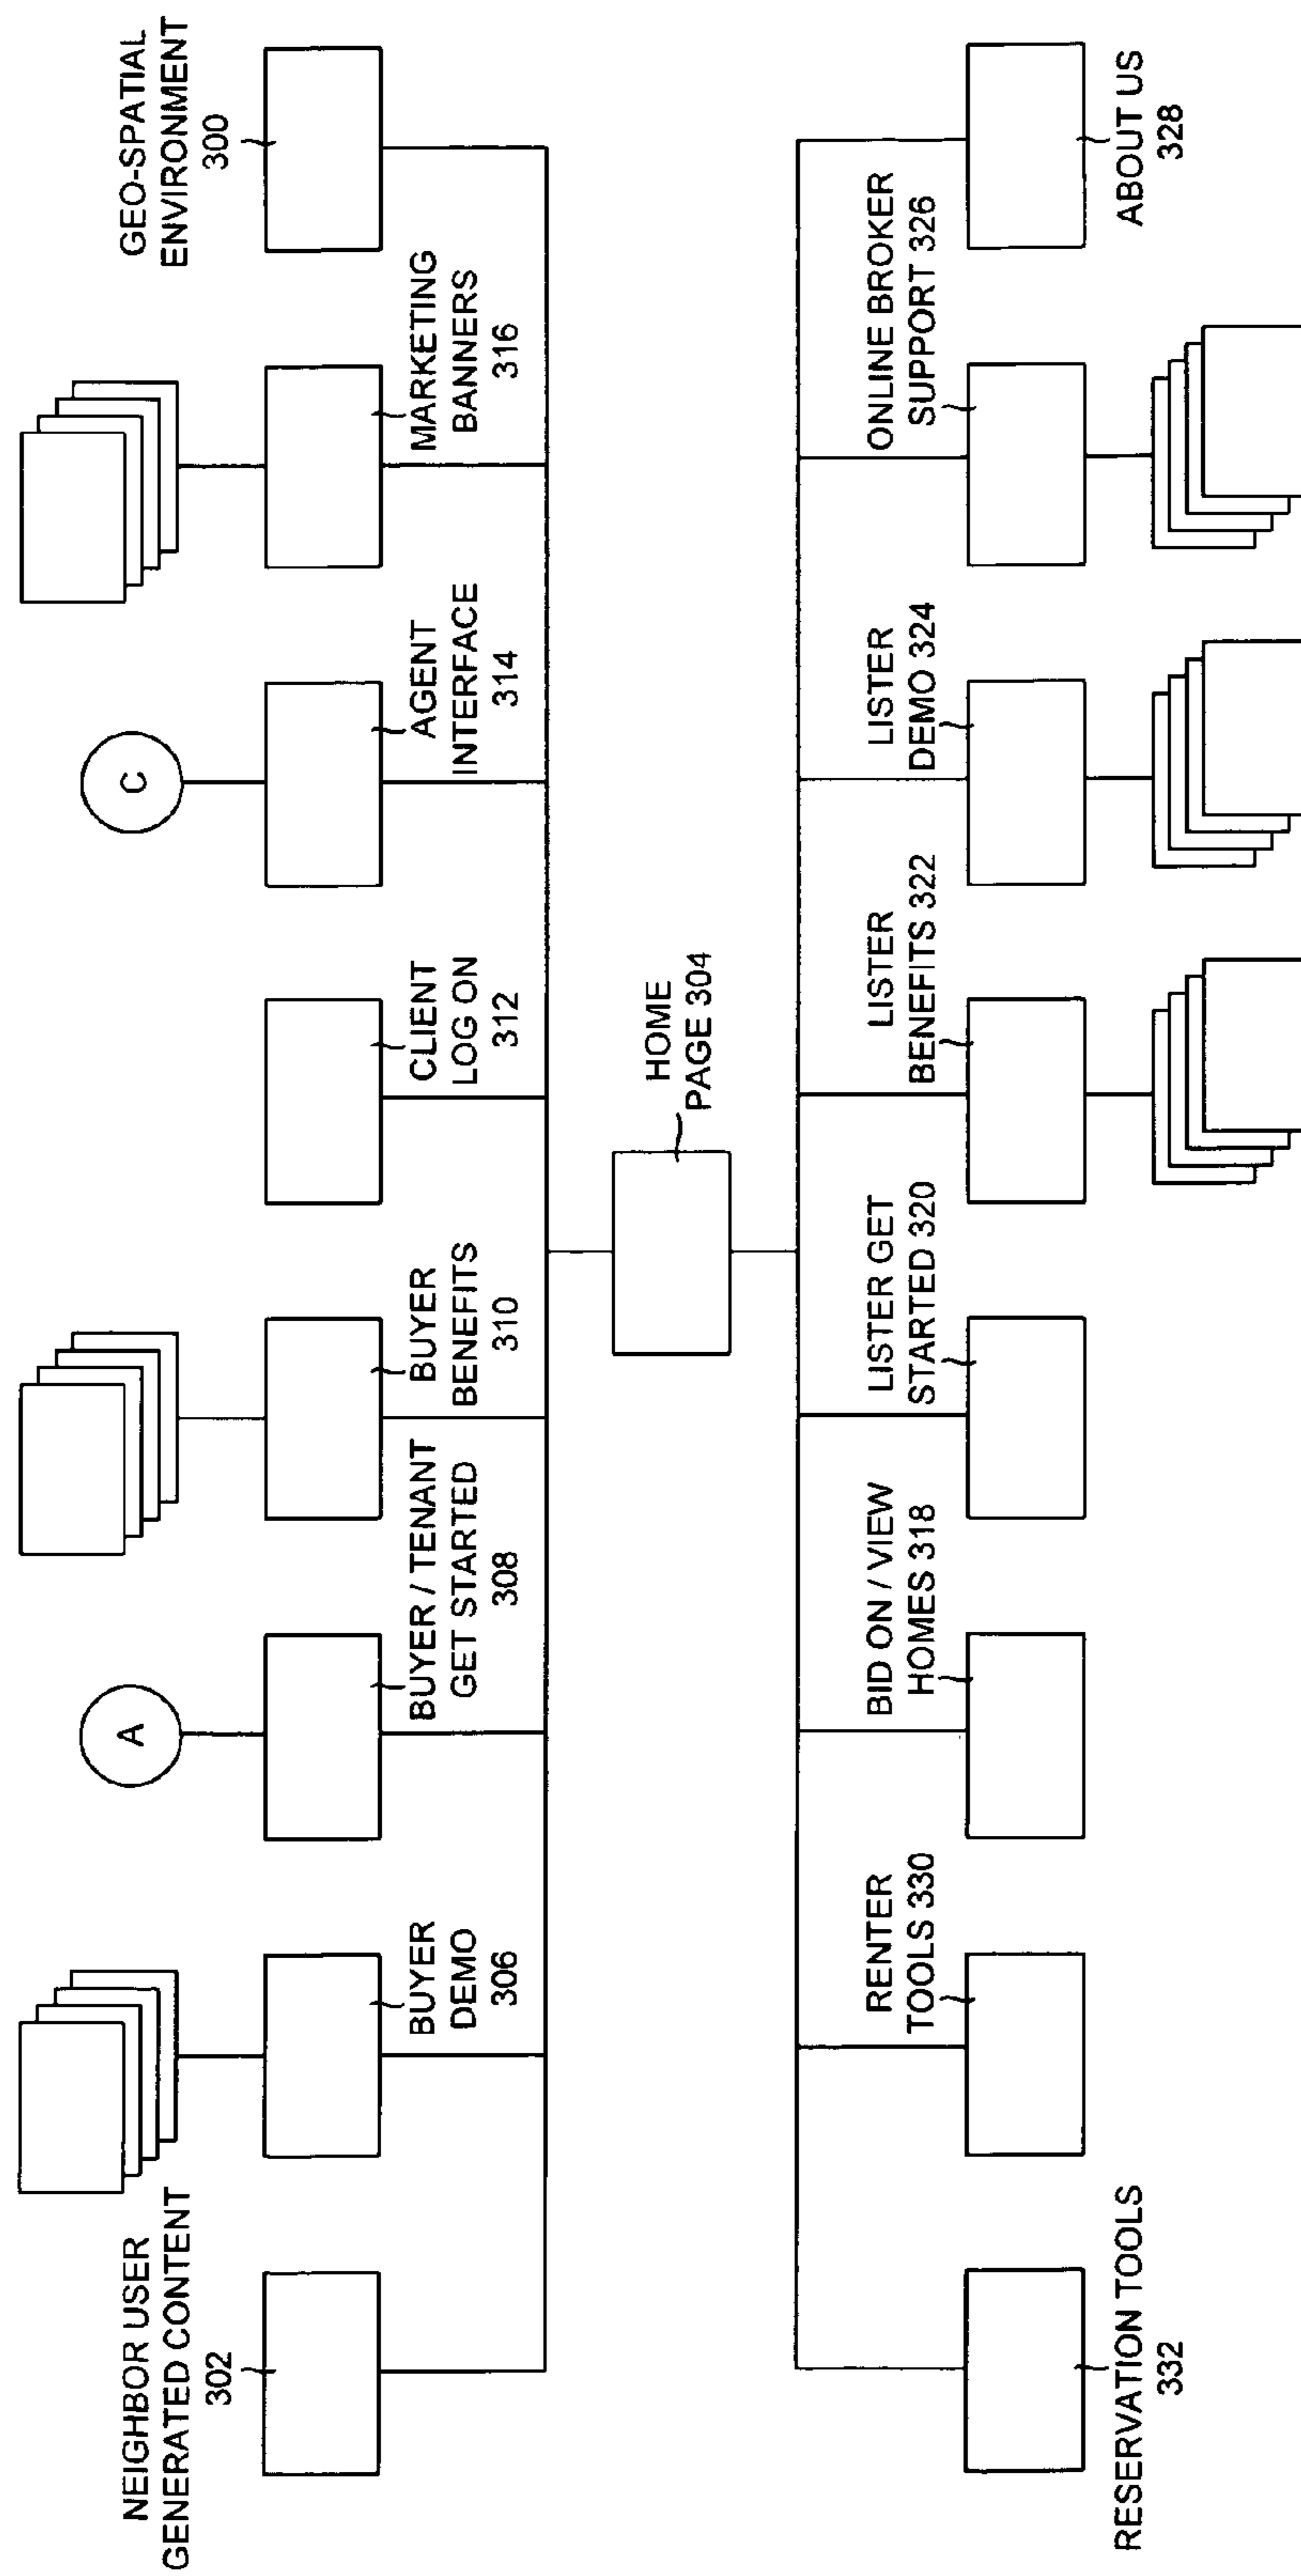 NEIGHBOR USER
GENERATED CONTENT
302
BUYER
DEMO
306
A
BUYER / TENANT
GET STARTED
308
BUYER
BENEFITS
310
CLIENT
LOG ON
312
C
AGENT
INTERFACE
314
MARKETING
BANNERS
316
GEO-SPATIAL
ENVIRONMENT
300
HOME
PAGE 304
RESERVATION TOOLS
332
RENTER
TOOLS 330
BID ON / VIEW
HOMES 318
LISTER GET
STARTED 320
LISTER
BENEFITS 322
LISTER
DEMO 324
ONLINE BROKER
SUPPORT 326
ABOUT US
328